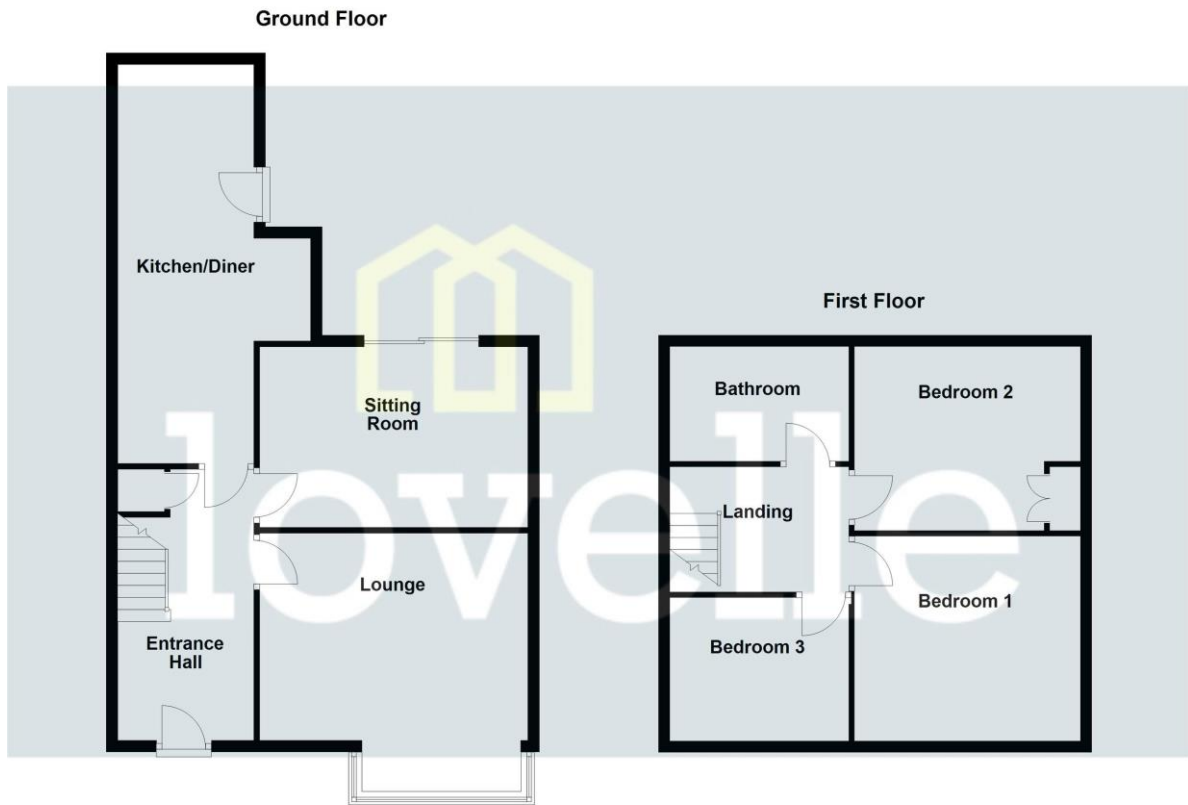 Ground Floor
Kitchen/Diner
Sitting
Room
Lounge
Entrance
Hall
First Floor
Bathroom
Bedroom 2
Landing
Bedroom 1
Bedroom 3
lovelle